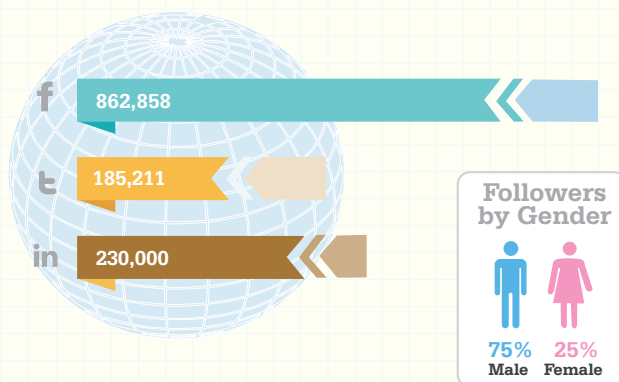 f 862,858
t 185,211
in 230,000
Followers
by Gender
75% 25%
Male Female